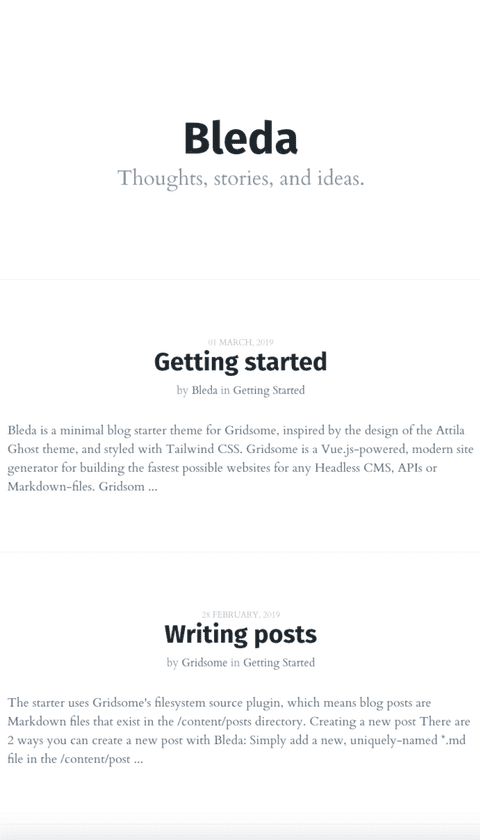 Bleda
Thoughts, stories, and ideas.
01 MARCH, 2019
Getting started
by Bleda in Getting Started
Bleda is a minimal blog starter theme for Gridsome, inspired by the design of the Attila
Ghost theme, and styled with Tailwind CSS. Gridsome is a Vue.js-powered, modern site
generator for building the fastest possible websites for any Headless CMS, APIs or
Markdown-files. Gridsom ...
28 FEBRUARY, 2019
Writing posts
by Gridsome in Getting Started
The starter uses Gridsome's filesystem source plugin, which means blog posts are
Markdown files that exist in the /content/posts directory. Creating a new post There are
2 ways you can create a new post with Bleda: Simply add a new, uniquely-named *.md
file in the /content/post ...